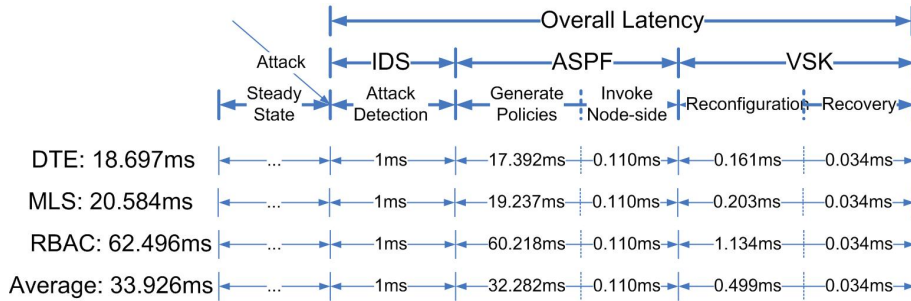 Overall Latency
Attack IDS ASPF VSK
Steady State Attack Detection Generate Policies Invoke Node-side Reconfiguration Recovery
DTE: 18.697ms ... 1ms 17.392ms 0.110ms 0.161ms 0.034ms
MLS: 20.584ms ... 1ms 19.237ms 0.110ms 0.203ms 0.034ms
RBAC: 62.496ms ... 1ms 60.218ms 0.110ms 1.134ms 0.034ms
Average: 33.926ms ... 1ms 32.282ms 0.110ms 0.499ms 0.034ms